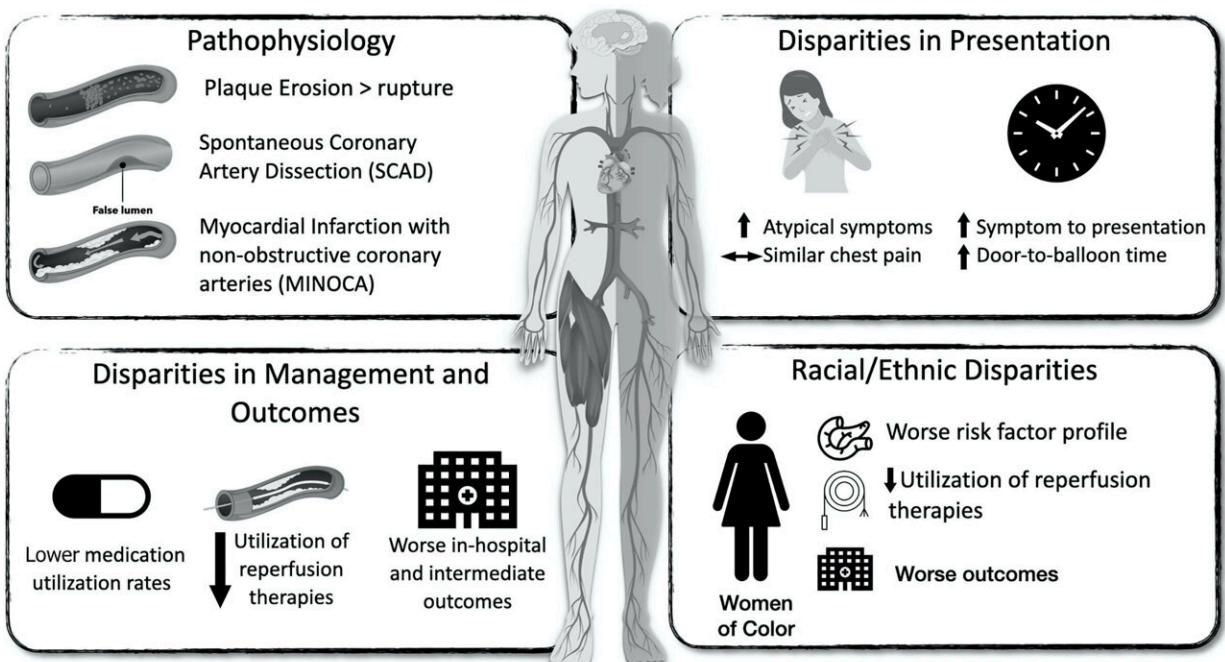 Pathophysiology
Plaque Erosion > rupture
Spontaneous Coronary
Artery Dissection (SCAD)
False lumen
Myocardial Infarction with
non-obstructive coronary
arteries (MINOCA)
Disparities in Presentation
Atypical symptoms
Similar chest pain
Symptom to presentation
Door-to-balloon time
Disparities in Management and
Outcomes
Lower medication
utilization rates
Utilization of
reperfusion
therapies
Worse in-hospital
and intermediate
outcomes
Racial/Ethnic Disparities
Women
of Color
Worse risk factor profile
Utilization of reperfusion
therapies
Worse outcomes